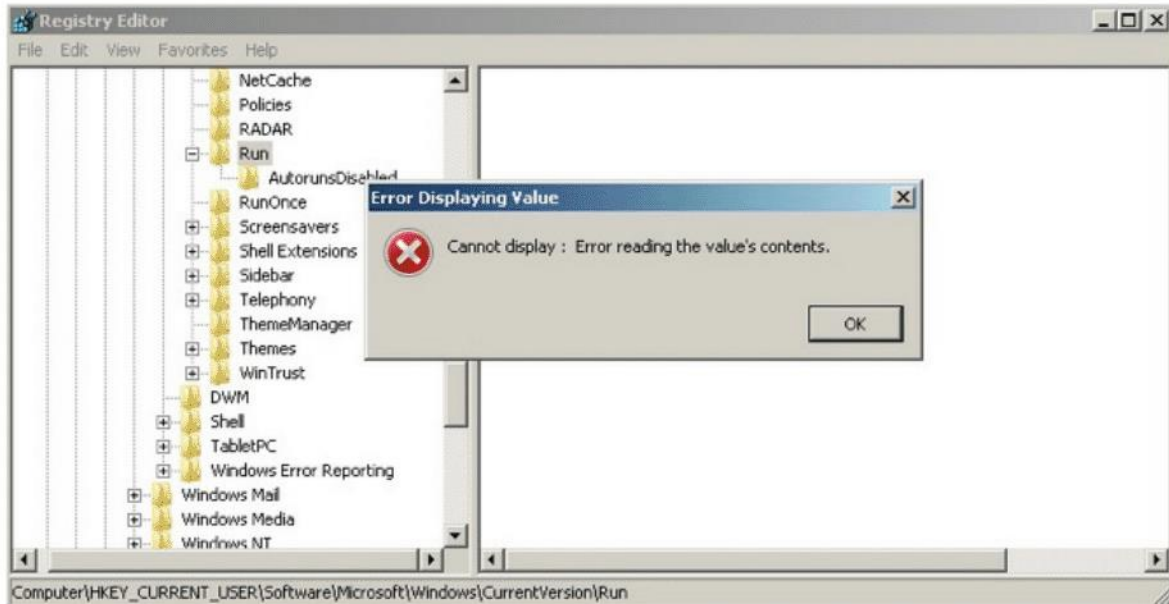 Registry Editor
File Edit View Favorites Help
NetCache
Policies
RADAR
Run
AutorunsDisabled
RunOnce
Screensavers
Shell Extensions
Sidebar
Telephony
ThemeManager
Themes
WinTrust
DWM
Shell
TabletPC
Windows Error Reporting
Windows Mail
Windows Media
Windows NT
Error Displaying Value
Cannot display : Error reading the value's contents.
OK
Computer\HKEY_CURRENT_USER\Software\Microsoft\Windows\CurrentVersion\Run